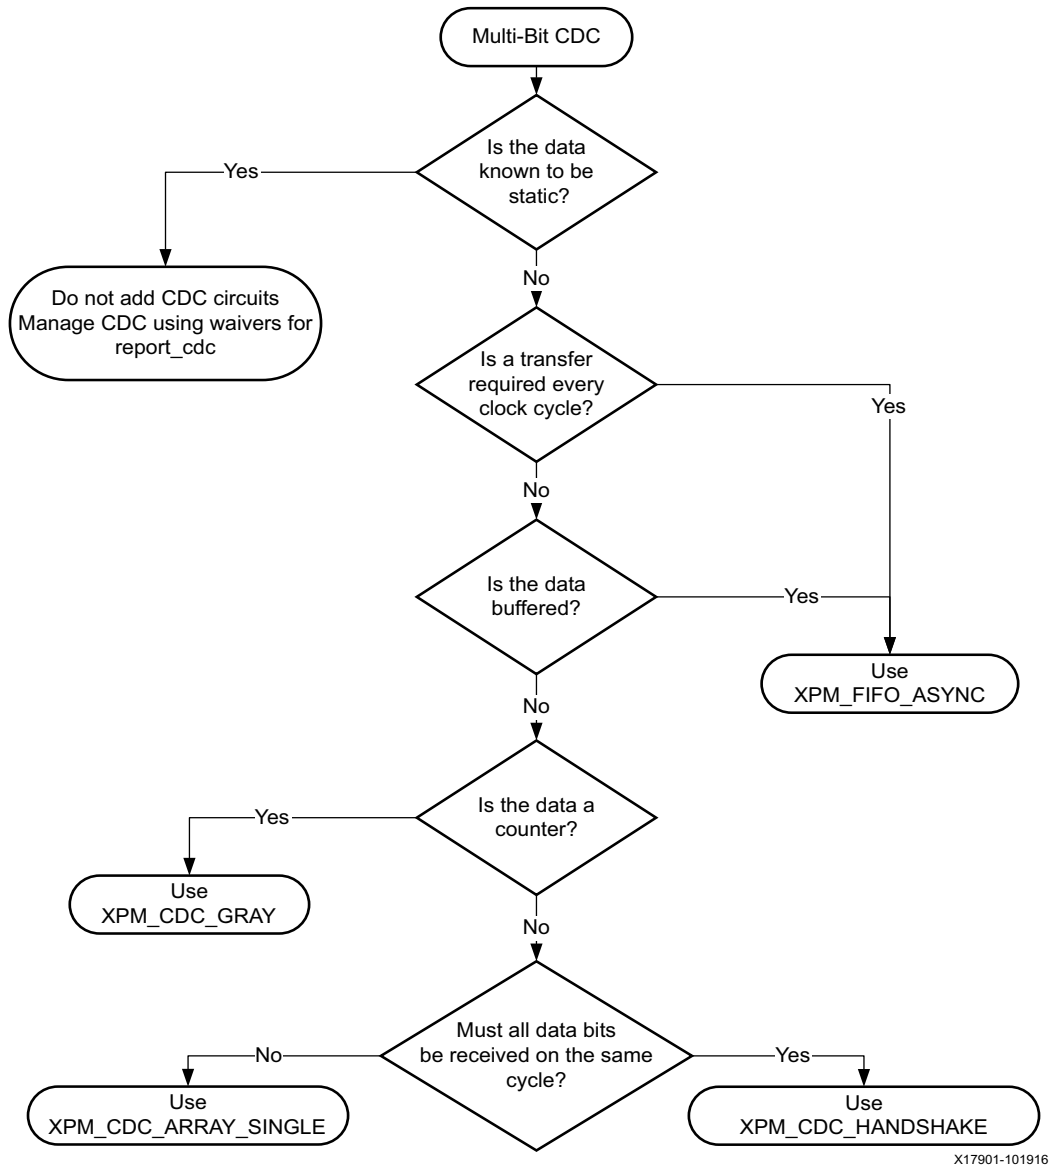 Multi-Bit CDC
Is the data
known to be
static?
Yes
No
Do not add CDC circuits
Manage CDC using waivers for
report_cdc
Is a transfer
required every
clock cycle?
Yes
No
Is the data
buffered?
Yes
No
Use
XPM_FIFO_ASYNC
Is the data a
counter?
Yes
No
Use
XPM_CDC_GRAY
Must all data bits
be received on the same
cycle?
No
Yes
Use
XPM_CDC_ARRAY_SINGLE
Use
XPM_CDC_HANDSHAKE
X17901-101916